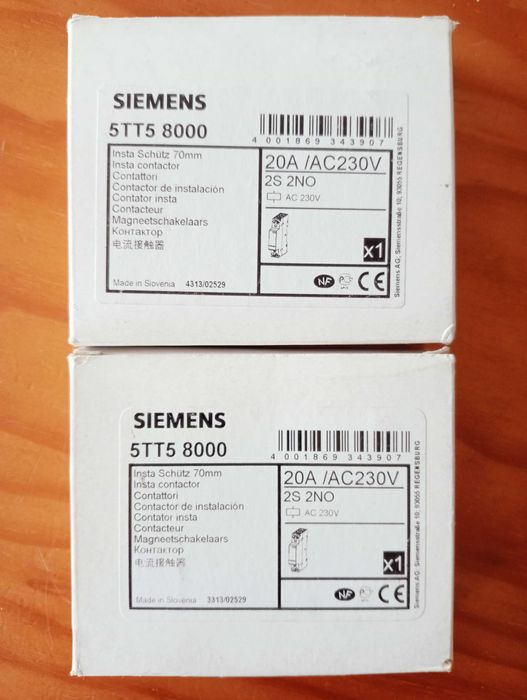 SIEMENS
5TT5 8000
4 001869 343907
Insta Schütz 70mm
Insta contactor
Contattori
Contactor de instalación
Contator insta
Contacteur
Magneetschakelaars
Контактор
电流接触器
20A /AC230V
2S 2NO
AC 230V
x1
Made in Slovenia 4313/02529
NF
CE
Siemens AG; Siemensstraße 10; 93055 REGENSBURG
SIEMENS
5TT5 8000
4 001869 343907
Insta Schütz 70mm
Insta contactor
Contattori
Contactor de instalación
Contator insta
Contacteur
Magneetschakelaars
Контактор
电流接触器
20A /AC230V
2S 2NO
AC 230V
x1
Made in Slovenia 3313/02529
NF
CE
Siemens AG; Siemensstraße 10; 93055 REGENSBURG